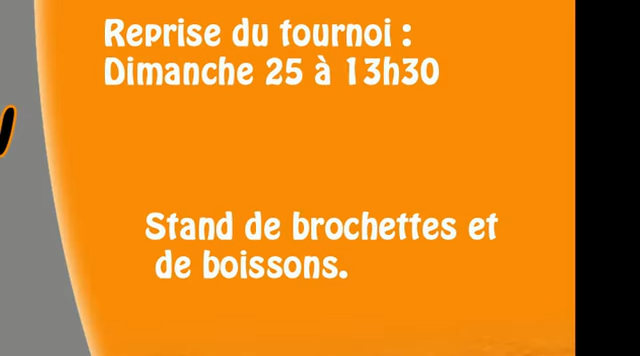 Reprise du tournoi :
Dimanche 25 à 13h30
Stand de brochettes et
de boissons.